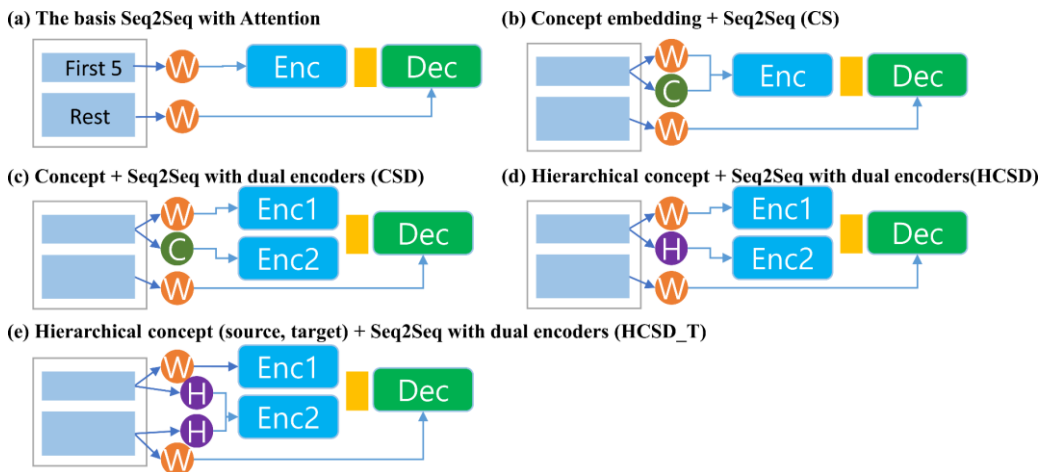 (a) The basis Seq2Seq with Attention
First 5
W
Enc
Dec
Rest
W
(b) Concept embedding + Seq2Seq (CS)
W
C
Enc
Dec
W
(c) Concept + Seq2Seq with dual encoders (CSD)
W
Enc1
C
Enc2
Dec
W
(d) Hierarchical concept + Seq2Seq with dual encoders(HCSD)
W
Enc1
H
Enc2
Dec
W
(e) Hierarchical concept (source, target) + Seq2Seq with dual encoders (HCSD_T)
W
Enc1
H
Dec
H
Enc2
W